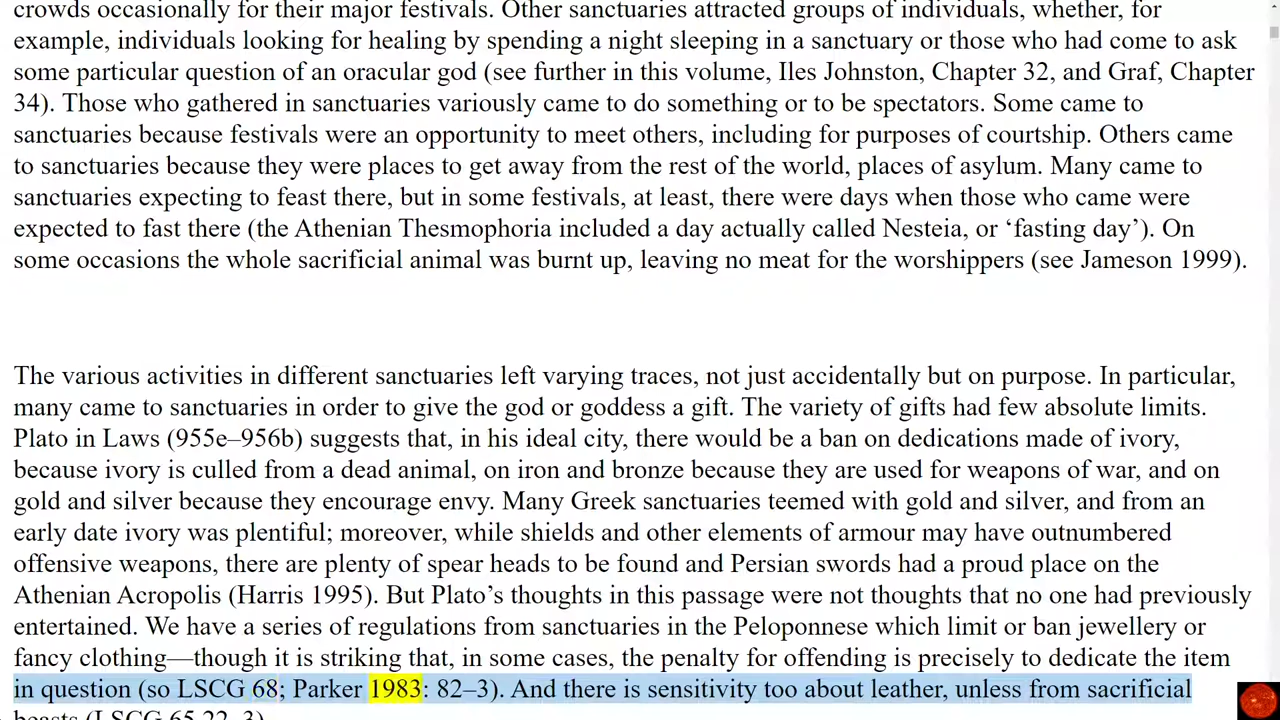 crowds occasionally for their major festivals. Other sanctuaries attracted groups of individuals, whether, for
example, individuals looking for healing by spending a night sleeping in a sanctuary or those who had come to ask
some particular question of an oracular god (see further in this volume, Iles Johnston, Chapter 32, and Graf, Chapter
34). Those who gathered in sanctuaries variously came to do something or to be spectators. Some came to
sanctuaries because festivals were an opportunity to meet others, including for purposes of courtship. Others came
to sanctuaries because they were places to get away from the rest of the world, places of asylum. Many came to
sanctuaries expecting to feast there, but in some festivals, at least, there were days when those who came were
expected to fast there (the Athenian Thesmophoria included a day actually called Nesteia, or ‘fasting day’). On
some occasions the whole sacrificial animal was burnt up, leaving no meat for the worshippers (see Jameson 1999).
The various activities in different sanctuaries left varying traces, not just accidentally but on purpose. In particular,
many came to sanctuaries in order to give the god or goddess a gift. The variety of gifts had few absolute limits.
Plato in Laws (955e–956b) suggests that, in his ideal city, there would be a ban on dedications made of ivory,
because ivory is culled from a dead animal, on iron and bronze because they are used for weapons of war, and on
gold and silver because they encourage envy. Many Greek sanctuaries teemed with gold and silver, and from an
early date ivory was plentiful; moreover, while shields and other elements of armour may have outnumbered
offensive weapons, there are plenty of spear heads to be found and Persian swords had a proud place on the
Athenian Acropolis (Harris 1995). But Plato’s thoughts in this passage were not thoughts that no one had previously
entertained. We have a series of regulations from sanctuaries in the Peloponnese which limit or ban jewellery or
fancy clothing—though it is striking that, in some cases, the penalty for offending is precisely to dedicate the item
in question (so LSCG 68; Parker 1983: 82–3). And there is sensitivity too about leather, unless from sacrificial
beasts (LSCG 65.22–3).